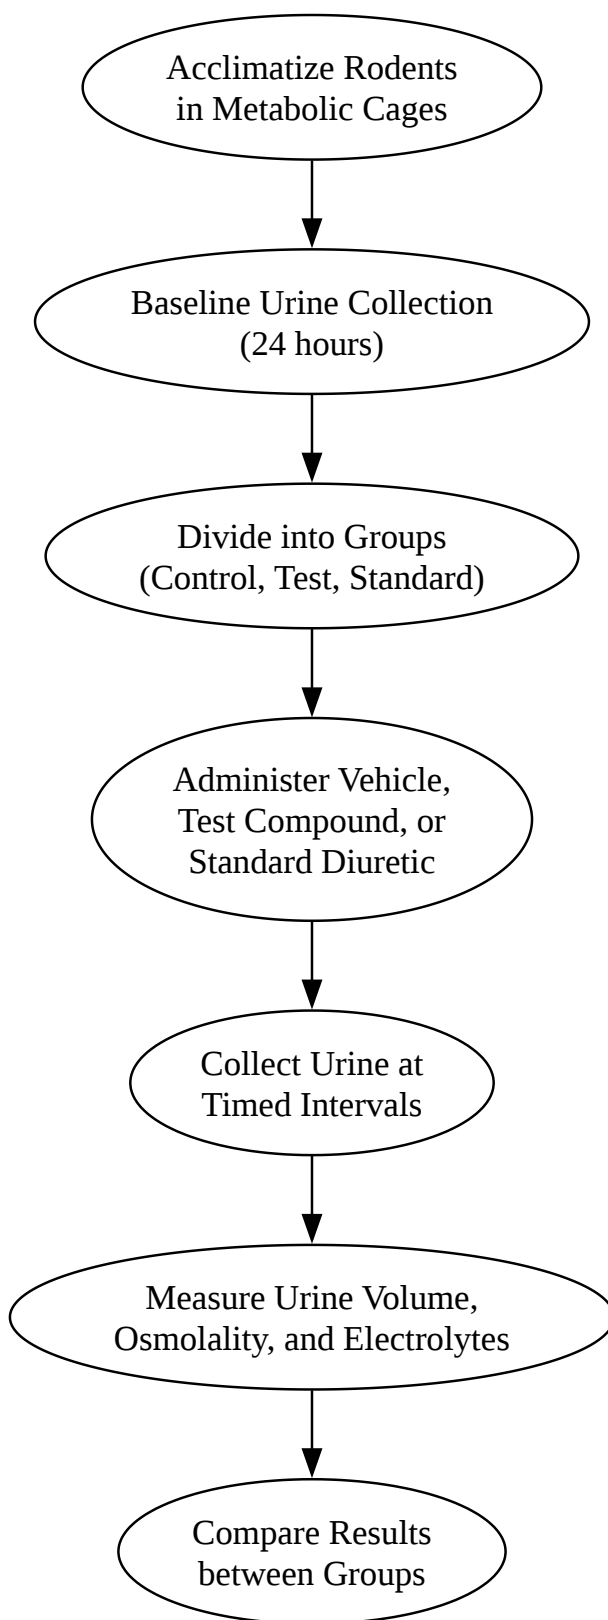 Acclimatize Rodents
in Metabolic Cages
Baseline Urine Collection
(24 hours)
Divide into Groups
(Control, Test, Standard)
Administer Vehicle,
Test Compound, or
Standard Diuretic
Collect Urine at
Timed Intervals
Measure Urine Volume,
Osmolality, and Electrolytes
Compare Results
between Groups